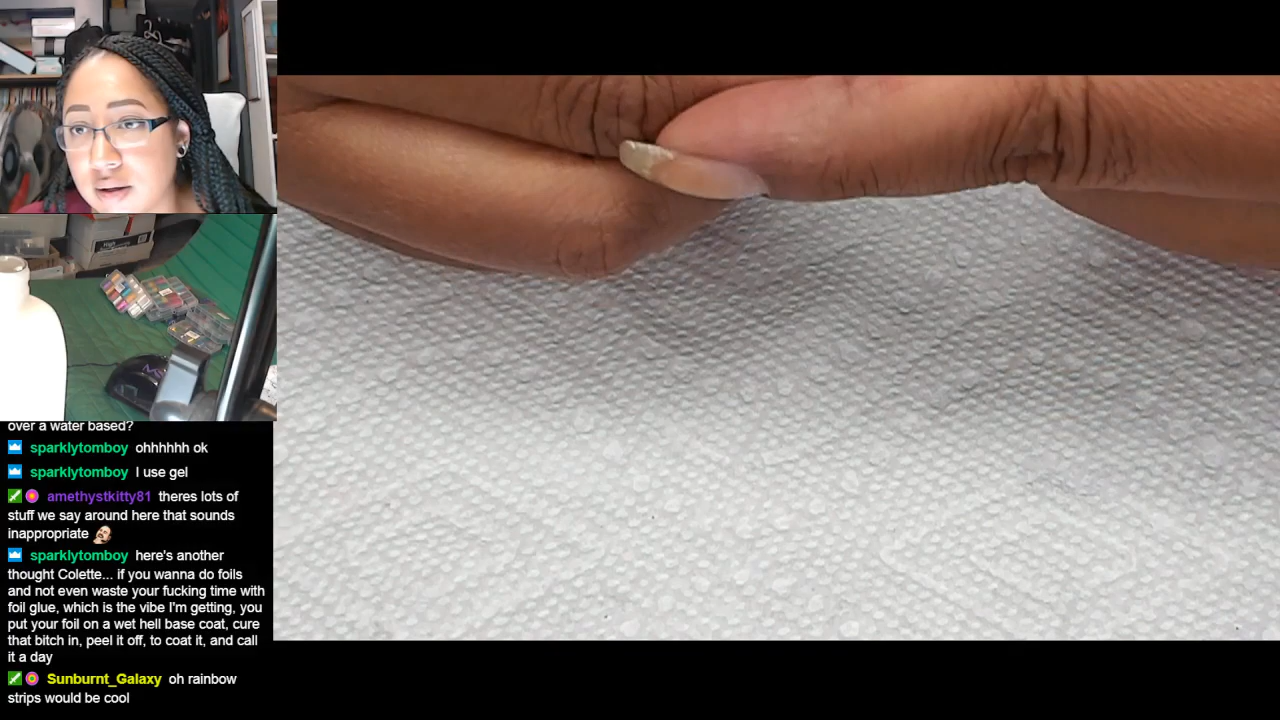 over a water based?
sparklytomboy ohhhhhh ok
sparklytomboy I use gel
amethystkitty81 theres lots of
stuff we say around here that sounds
inappropriate
sparklytomboy here's another
thought Colette... if you wanna do foils
and not even waste your fucking time with
foil glue, which is the vibe I'm getting, you
put your foil on a wet hell base coat, cure
that bitch in, peel it off, to coat it, and call
it a day
Sunburnt_Galaxy oh rainbow
strips would be cool